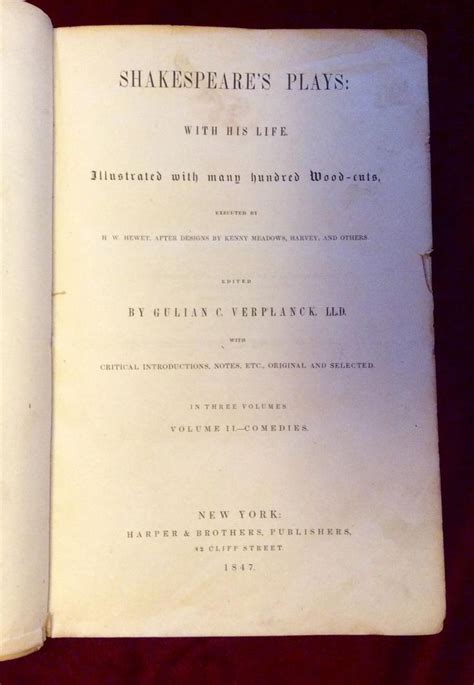 SHAKESPEARE'S PLAYS:
WITH HIS LIFE.
Illustrated with many hundred Wood-cuts,
EXECUTED BY
H. W. HEWET, AFTER DESIGNS BY KENNY MEADOWS, HARVEY, AND OTHERS.
EDITED
BY GULIAN C. VERPLANCK, LL.D.
WITH
CRITICAL INTRODUCTIONS, NOTES, ETC., ORIGINAL AND SELECTED.
IN THREE VOLUMES
VOLUME II.—COMEDIES.
NEW YORK:
HARPER & BROTHERS, PUBLISHERS,
82 CLIFF STREET.
1847.